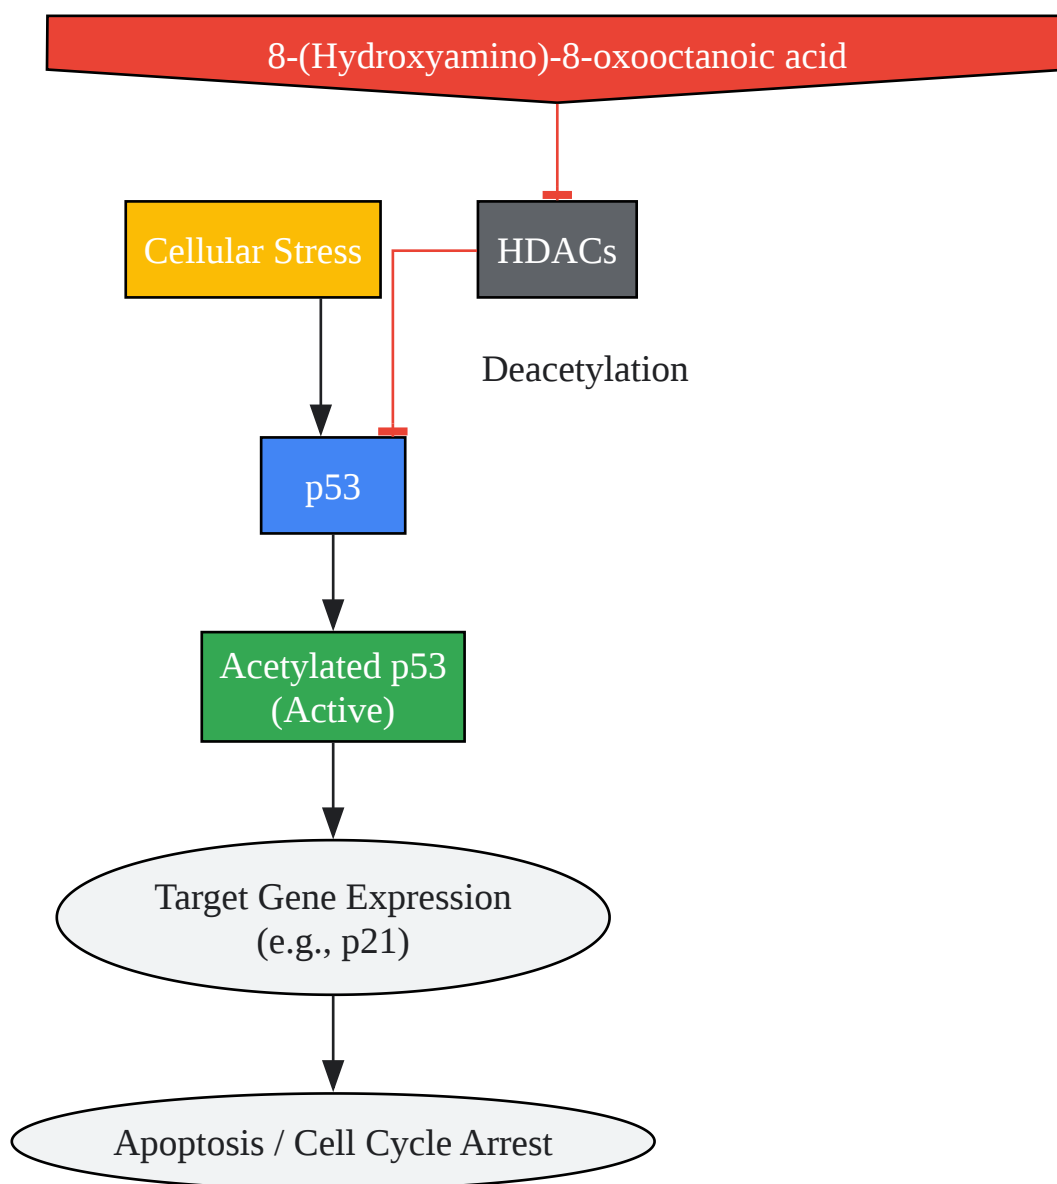 8-(Hydroxyamino)-8-oxooctanoic acid
Cellular Stress
HDACs
Deacetylation
p53
Acetylated p53
(Active)
Target Gene Expression
(e.g., p21)
Apoptosis / Cell Cycle Arrest